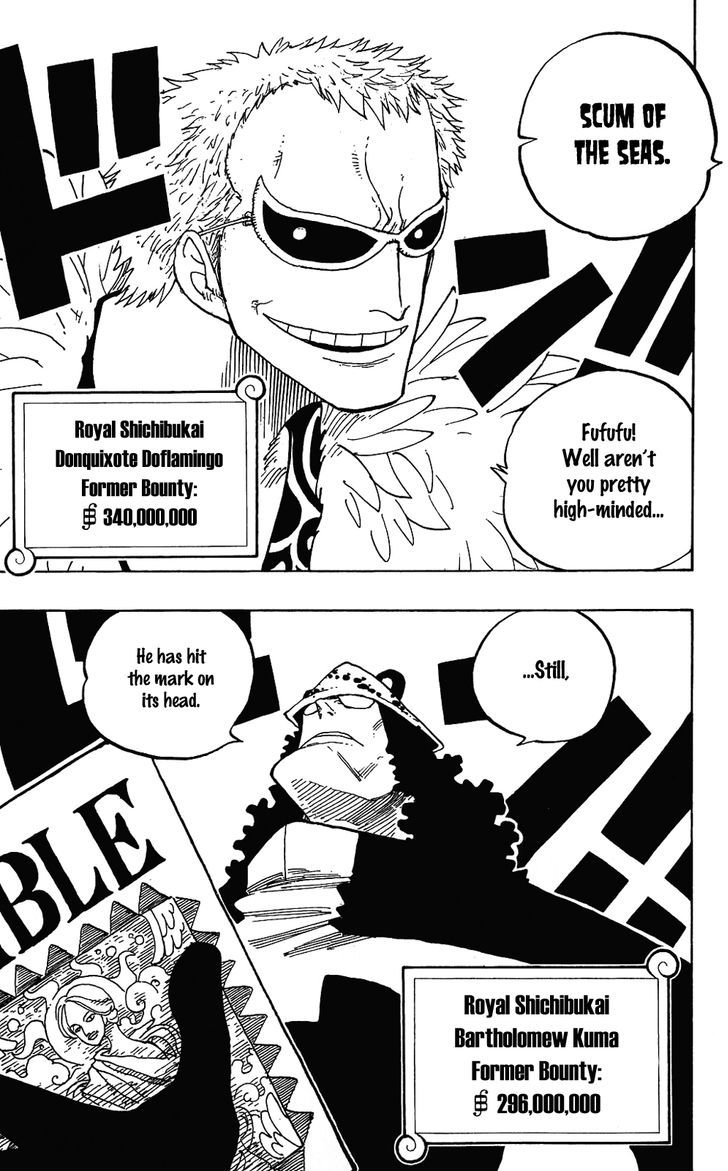 SCUM OF
THE SEAS.
Fufufu!
Well aren't
you pretty
high-minded...
Royal Shichibukai
Donquixote Doflamingo
Former Bounty:
฿ 340,000,000
...Still,
He has hit
the mark on
its head.
BLE
Royal Shichibukai
Bartholomew Kuma
Former Bounty:
฿ 296,000,000